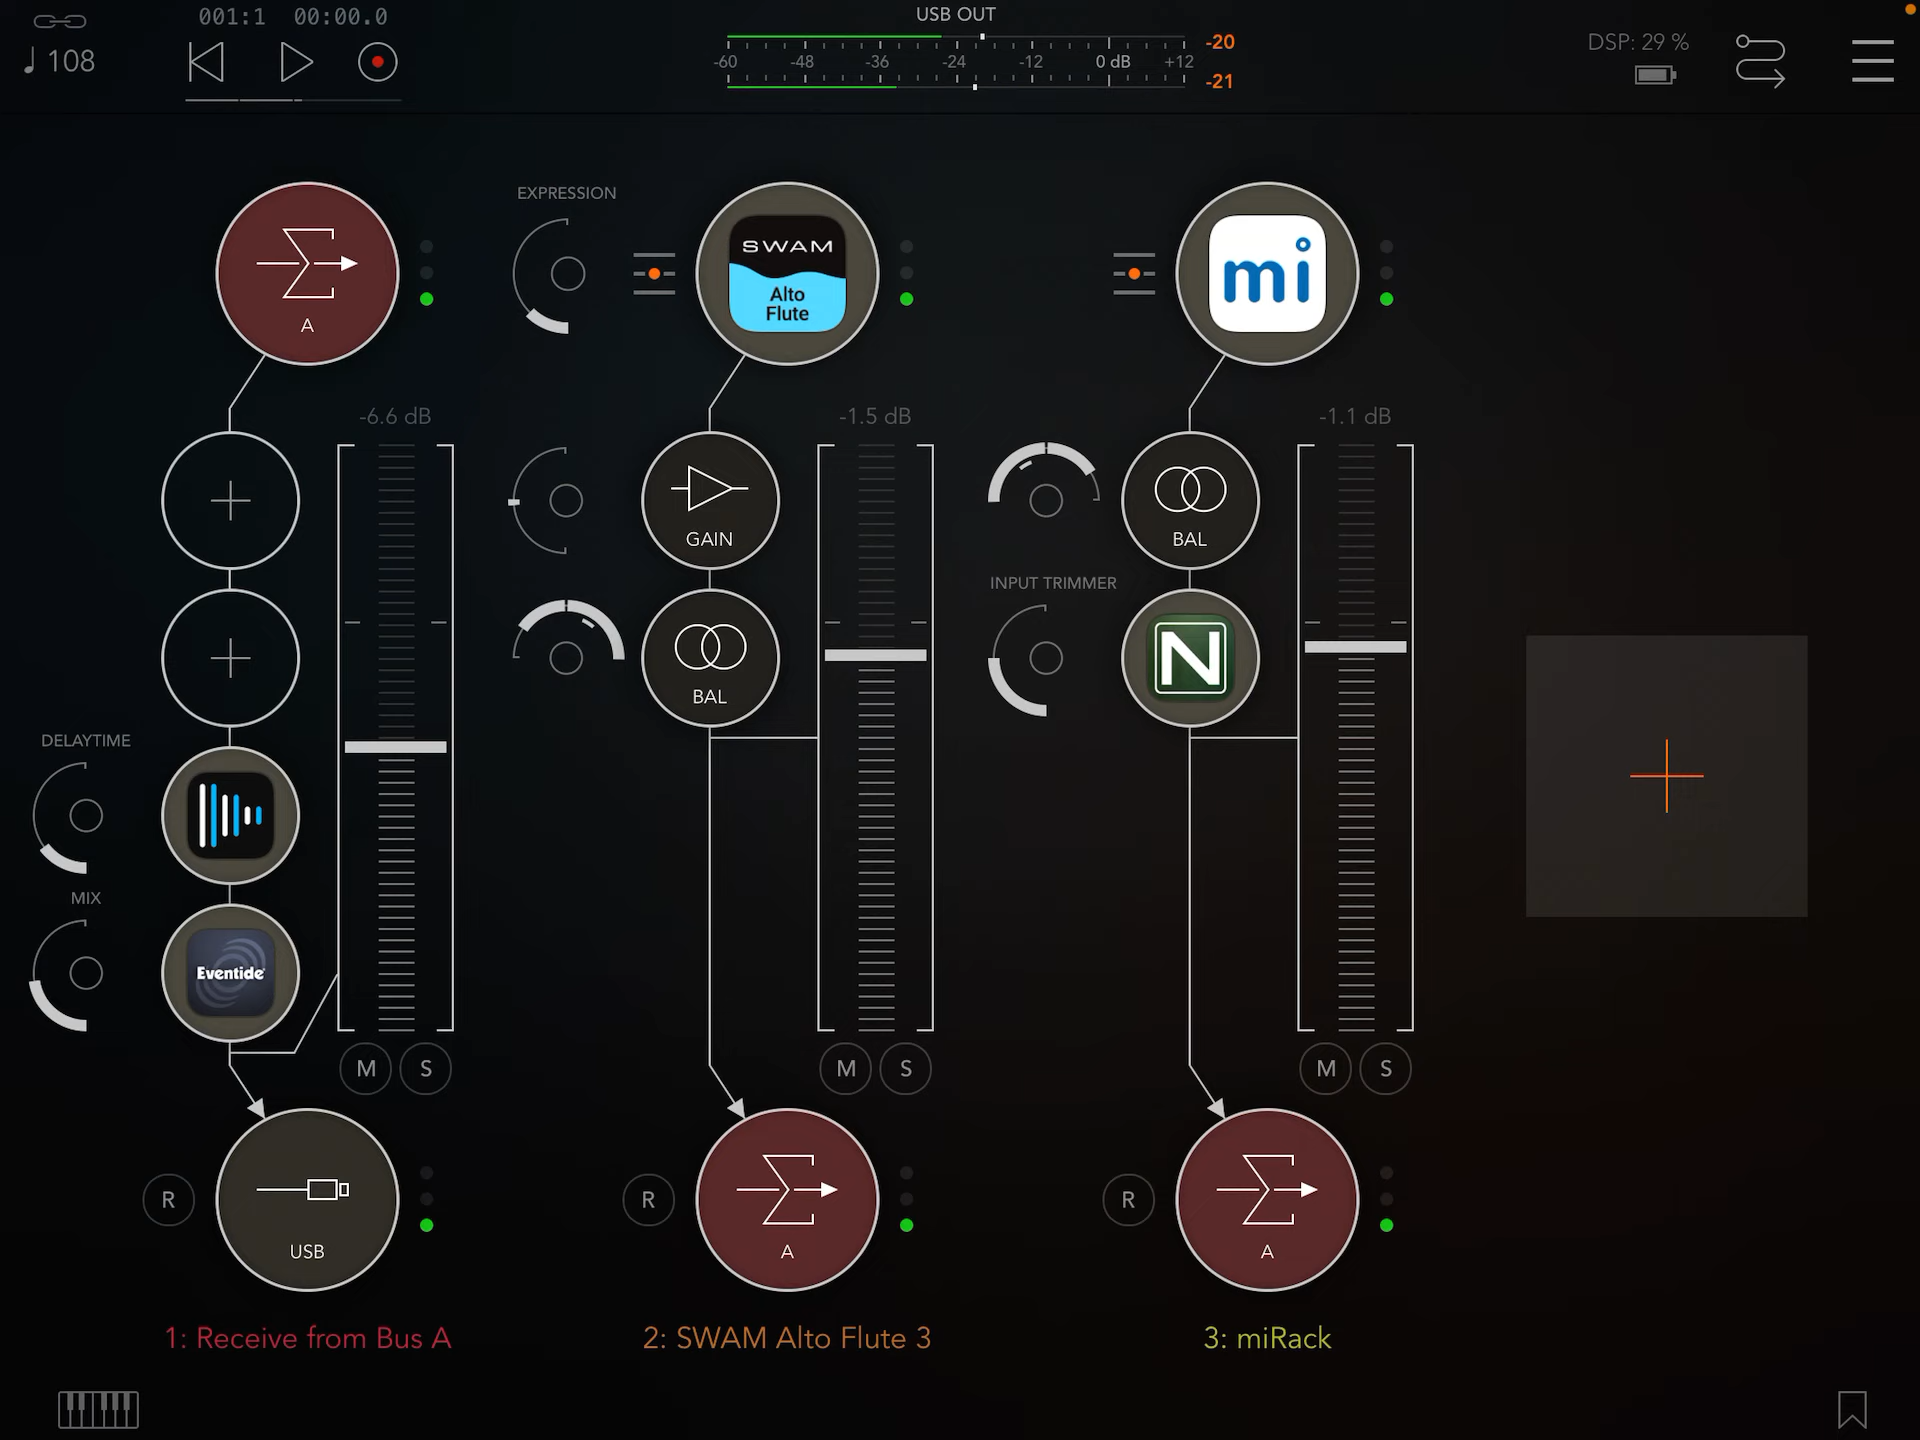 001:1 00:00.0
108
USB OUT
-60 -48 -36 -24 -12 0 dB +12
-20
-21
DSP: 29 %
A
EXPRESSION
SWAM
Alto
Flute
mi
-6.6 dB
-1.5 dB
-1.1 dB
GAIN
BAL
BAL
INPUT TRIMMER
N
DELAYTIME
MIX
Eventide
M S
M S
M S
R
USB
R
A
R
A
1: Receive from Bus A
2: SWAM Alto Flute 3
3: miRack